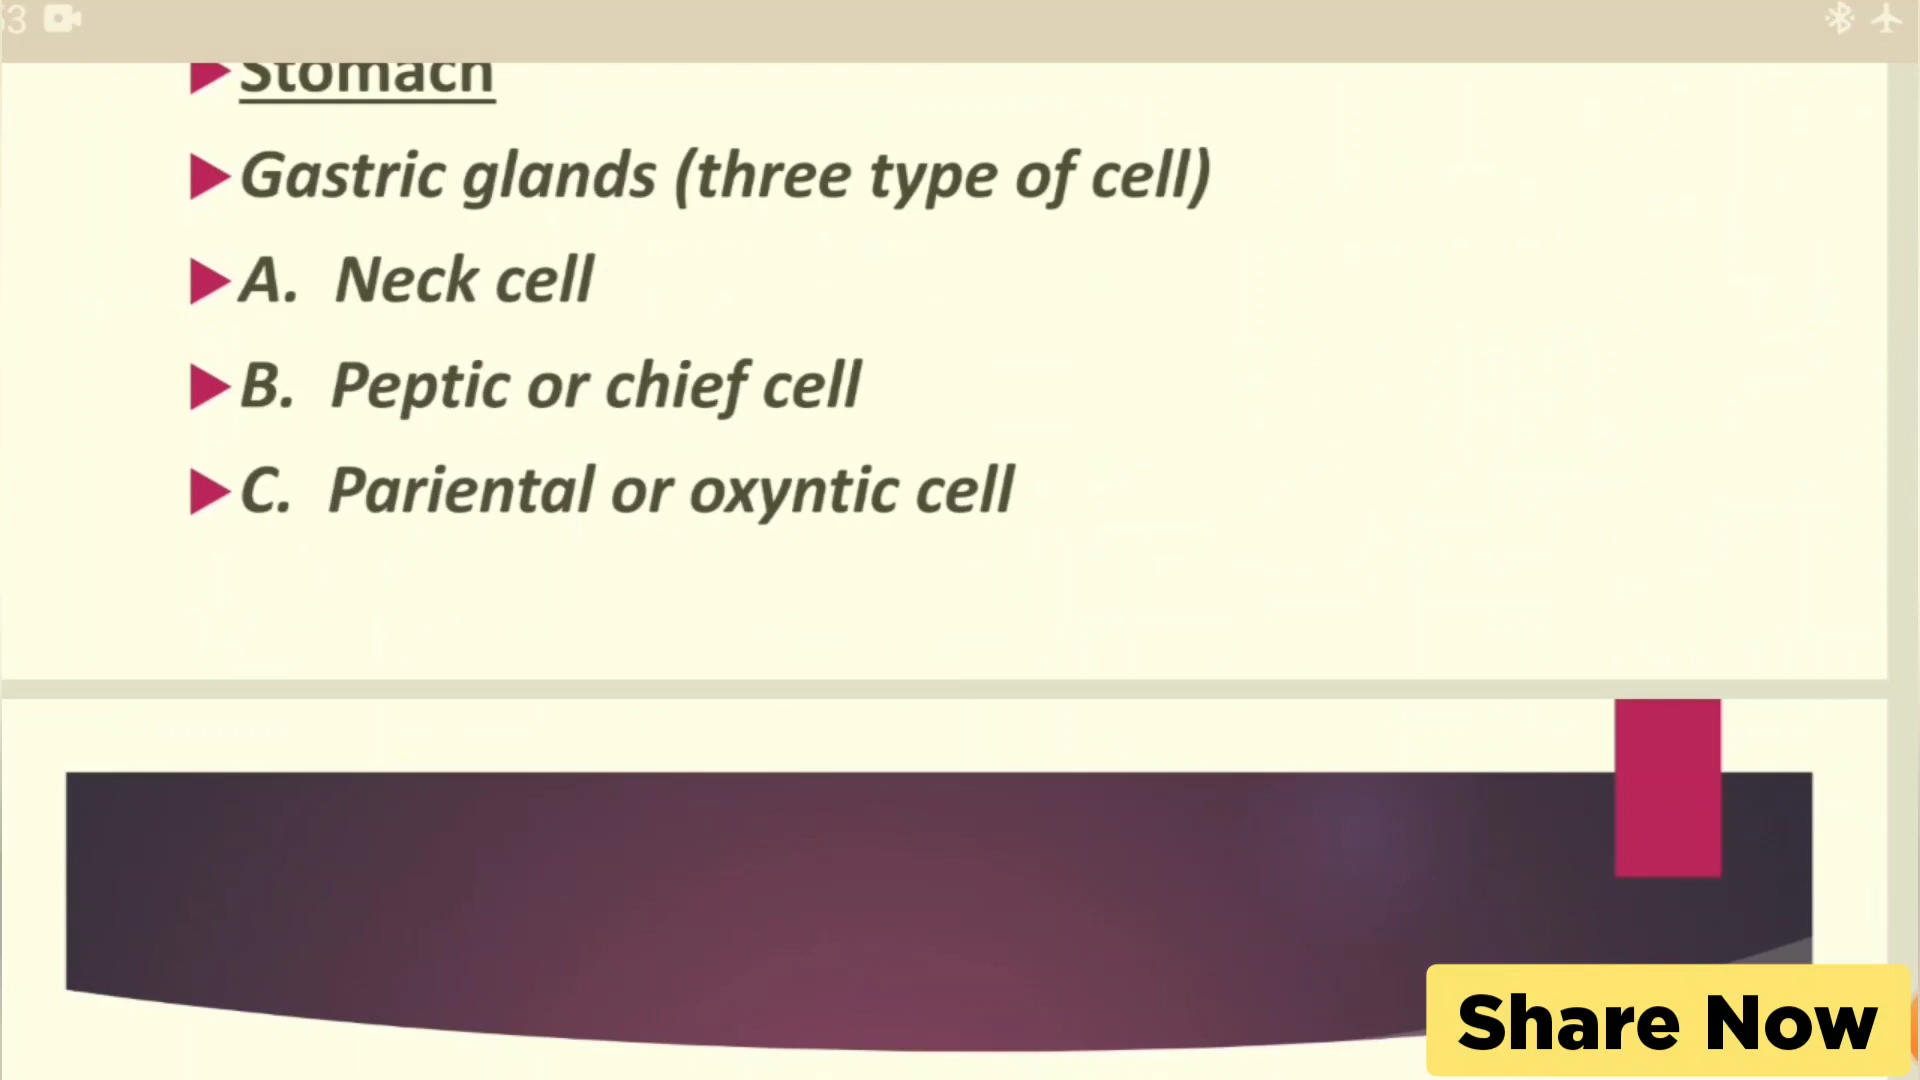 53
Stomach
Gastric glands (three type of cell)
A. Neck cell
B. Peptic or chief cell
C. Pariental or oxyntic cell
Share Now